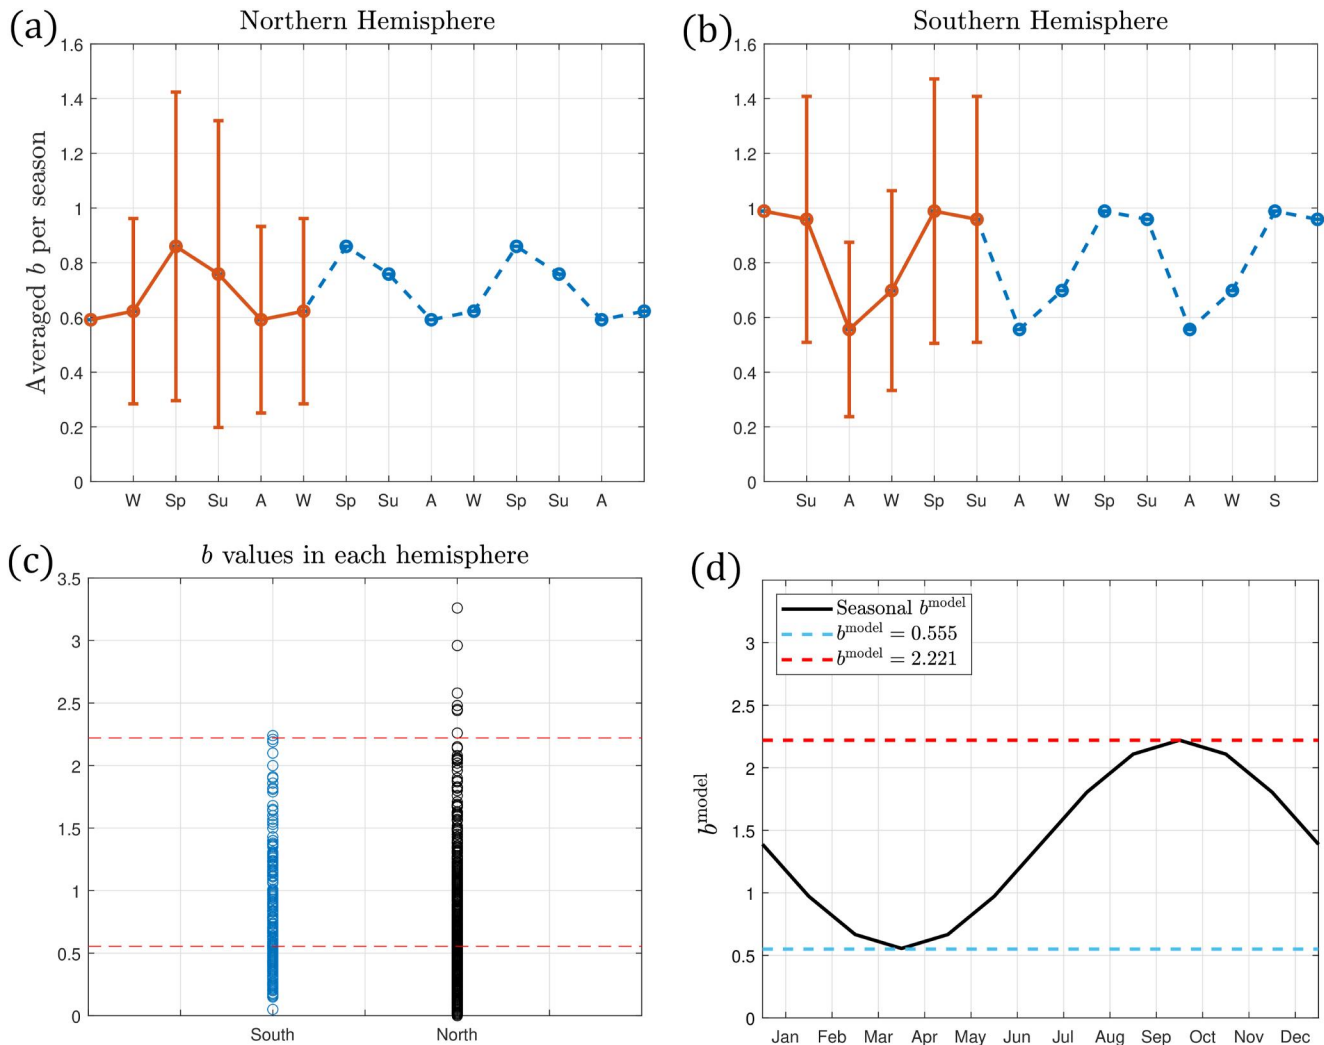 (a)
Northern Hemisphere
Averaged b per season
1.6
1.4
1.2
1
0.8
0.6
0.4
0.2
0
W Sp Su A W Sp Su A W Sp Su A
(b)
Southern Hemisphere
1.6
1.4
1.2
1
0.8
0.6
0.4
0.2
0
Su A W Sp Su A W Sp Su A W S
(c)
b values in each hemisphere
3.5
3
2.5
2
1.5
1
0.5
0
South North
(d)
b^model
3
2.5
2
1.5
1
0.5
0
Seasonal b^model
b^model = 0.555
b^model = 2.221
Jan Feb Mar Apr May Jun Jul Aug Sep Oct Nov Dec